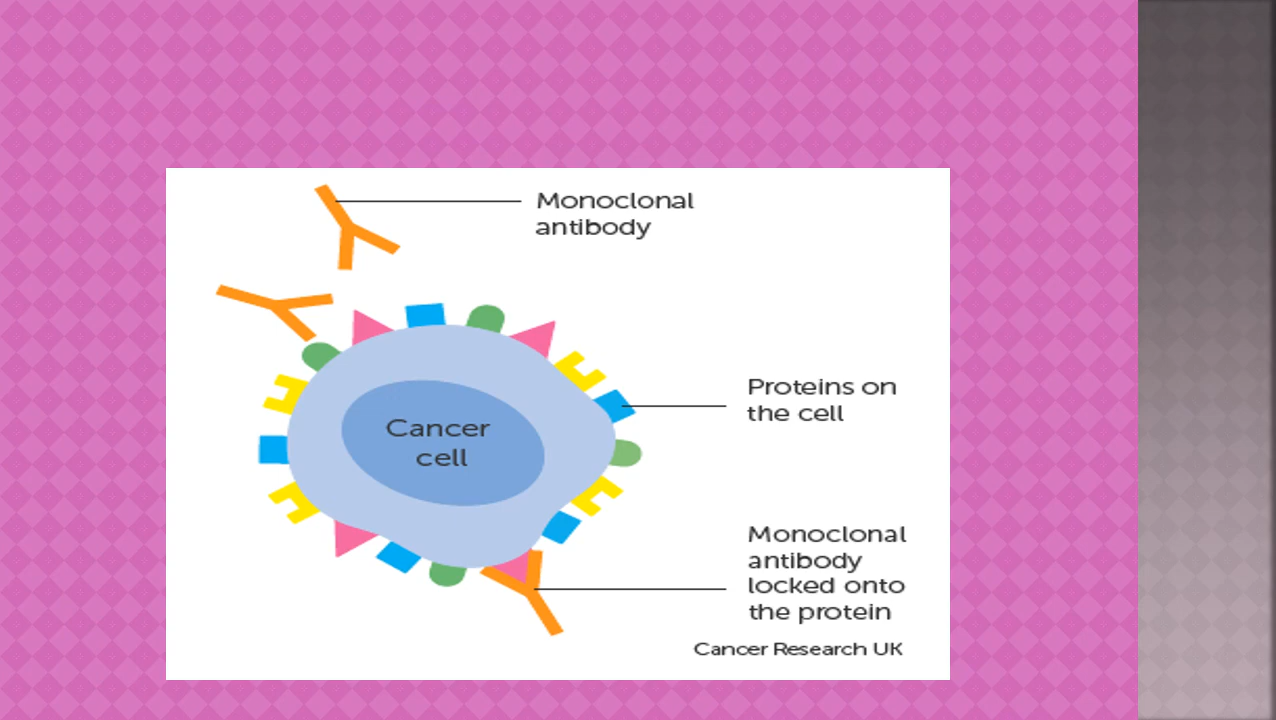 Monoclonal
antibody
Proteins on
the cell
Cancer
cell
Monoclonal
antibody
locked onto
the protein
Cancer Research UK